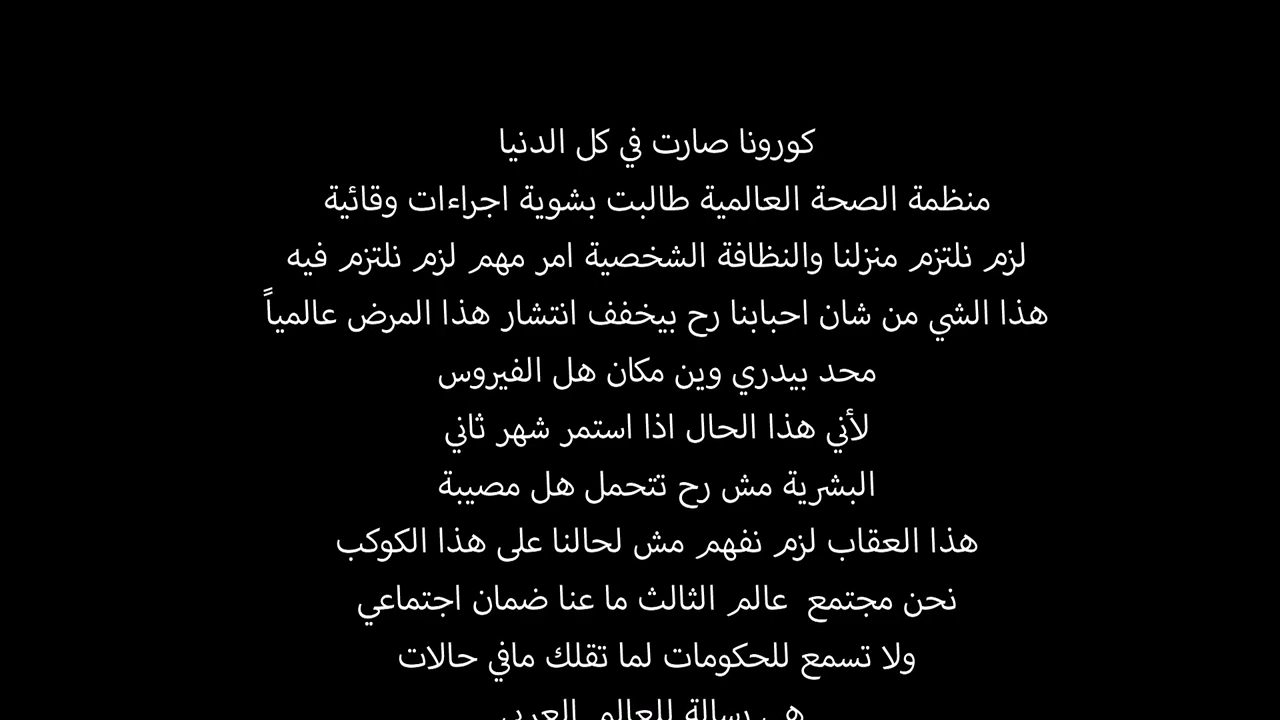 كورونا صارت في كل الدنيا
منظمة الصحة العالمية طالبت بشوية اجراءات وقائية
لزم نلتزم منزلنا والنظافة الشخصية امر مهم لزم نلتزم فيه
هذا الشي من شان احبابنا رح بيخفف انتشار هذا المرض عالمياً
محد بيدري وين مكان هل الفيروس
لأني هذا الحال اذا استمر شهر ثاني
البشرية مش رح تتحمل هل مصيبة
هذا العقاب لزم نفهم مش لحالنا على هذا الكوكب
نحن مجتمع عالم الثالث ما عنا ضمان اجتماعي
ولا تسمع للحكومات لما تقلك مافي حالات
هي رسالة للعالم العربي